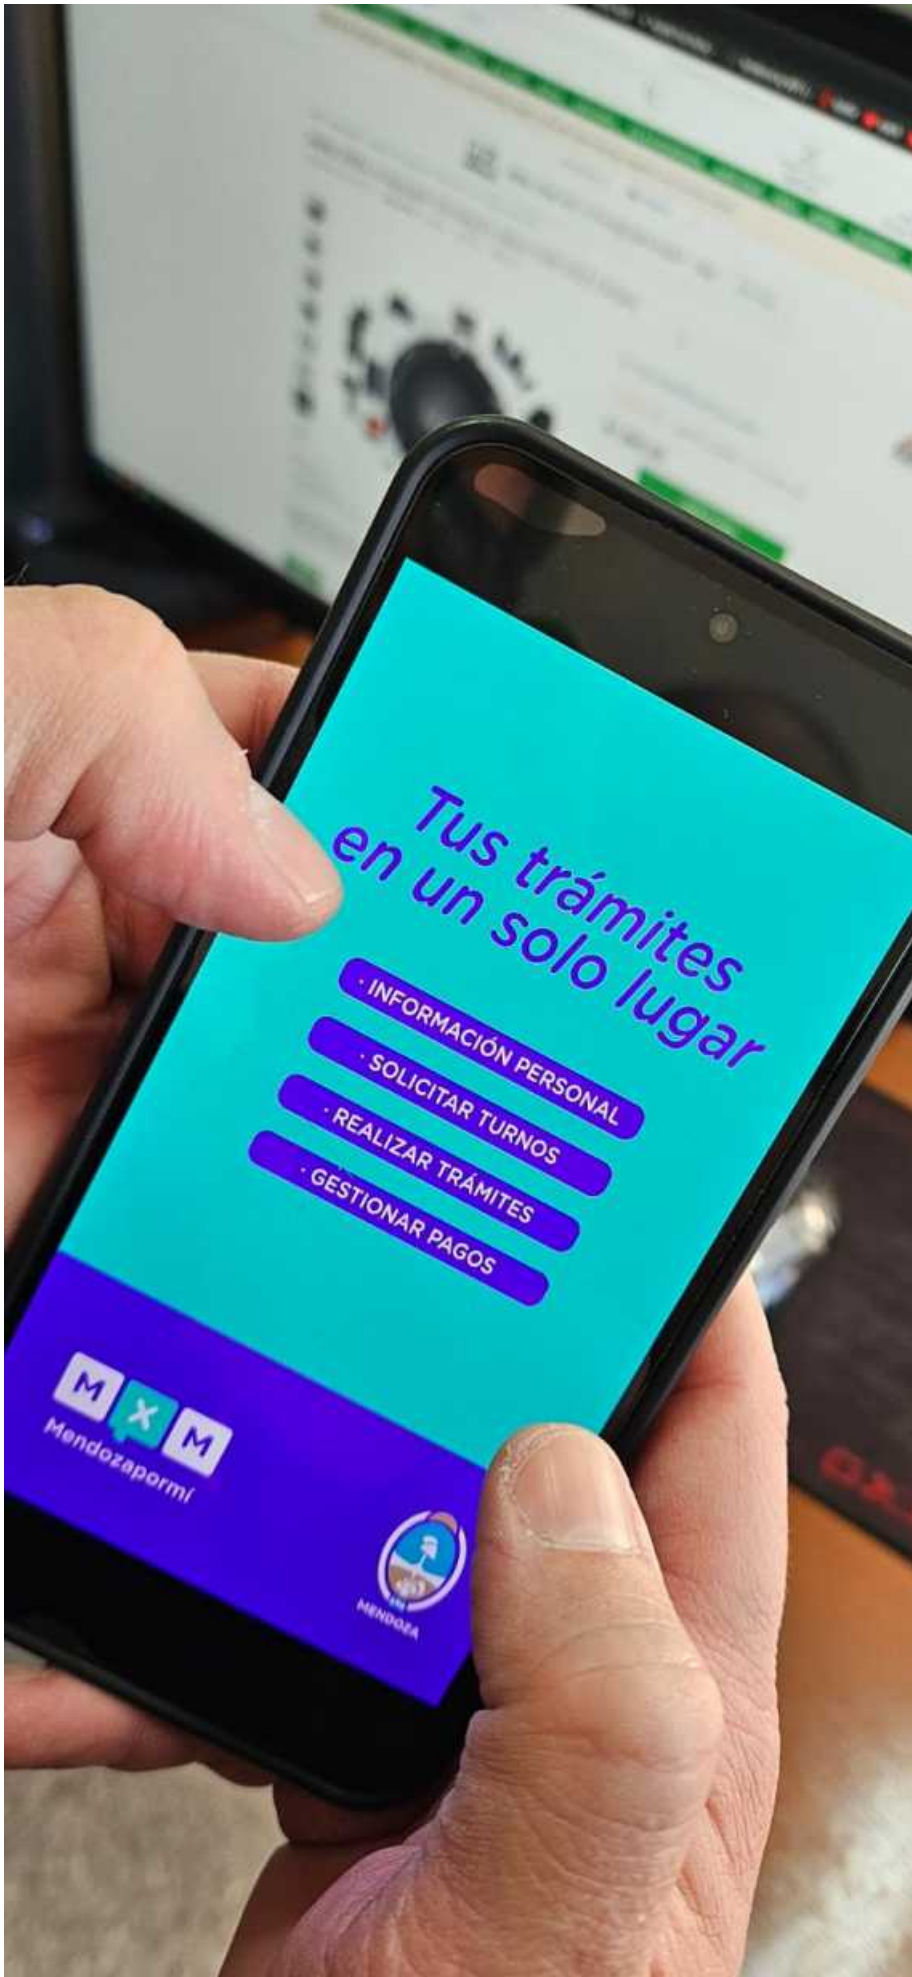 Tus trámites
en un solo lugar
· INFORMACIÓN PERSONAL
· SOLICITAR TURNOS
· REALIZAR TRÁMITES
· GESTIONAR PAGOS
M X M
Mendozapormí
MENDOZA